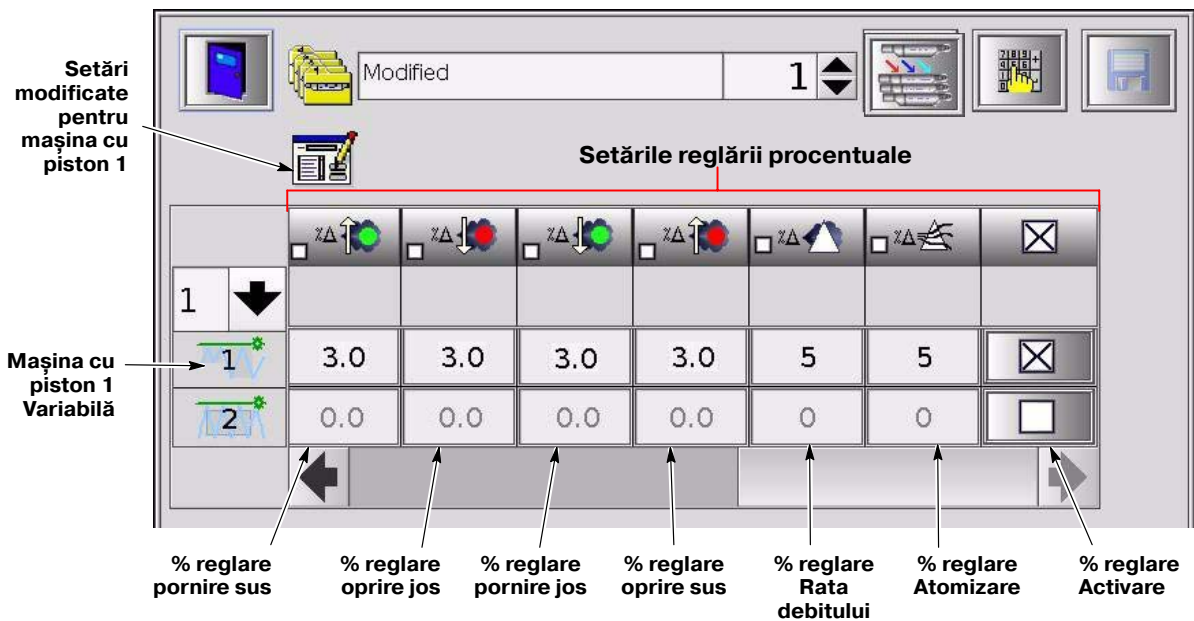 Setări
modificate
pentru
mașina cu
piston 1
Modified
1
Setările reglării procentuale
%Δ %Δ %Δ %Δ %Δ %Δ
1
Mașina cu
piston 1
Variabilă
1 3.0 3.0 3.0 3.0 5 5
2 0.0 0.0 0.0 0.0 0 0
% reglare
pornire sus
% reglare
oprire jos
% reglare
pornire jos
% reglare
oprire sus
% reglare
Rata
debitului
% reglare
Atomizare
% reglare
Activare